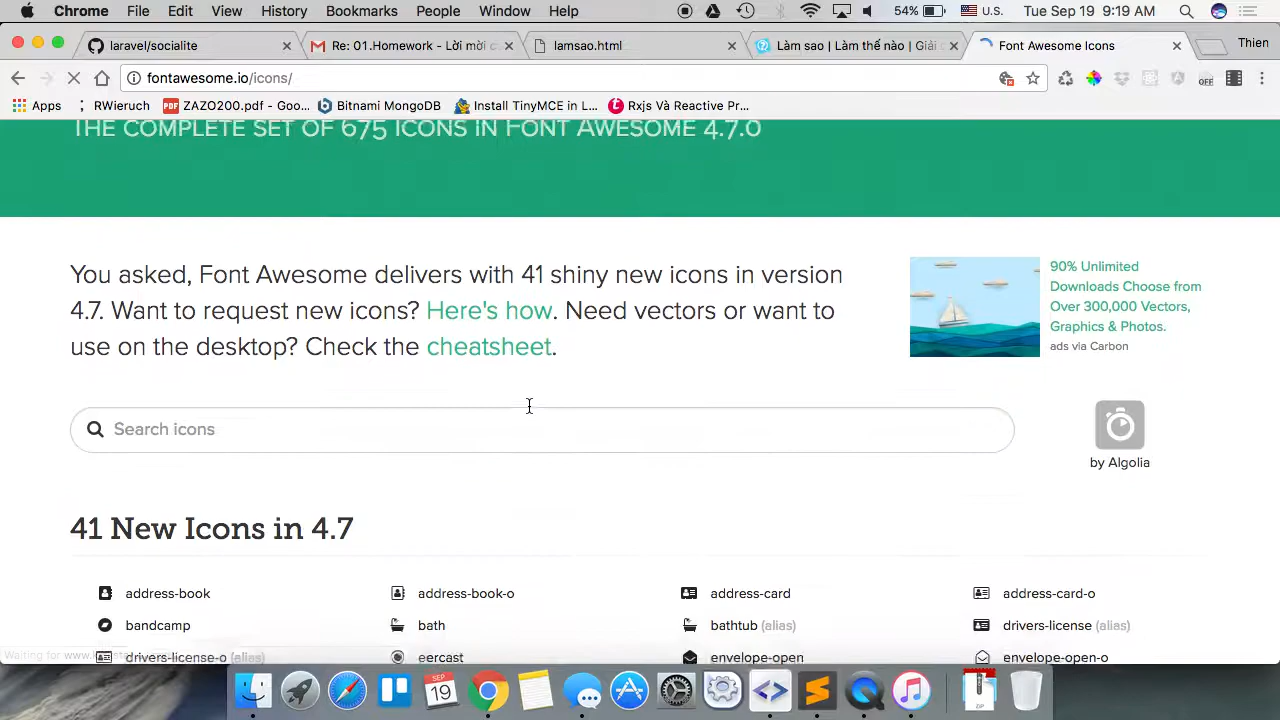 Chrome File Edit View History Bookmarks People Window Help 54% U.S. Tue Sep 19 9:19 AM
laravel/socialite Re: 01.Homework - Lời mời c lamsao.html Làm sao | Làm thế nào | Giải Font Awesome Icons Thien
fontawesome.io/icons/ OFF
Apps RWieruch PDF ZAZO200.pdf - Goo... Bitnami MongoDB Install TinyMCE in L... Rxjs Và Reactive Pr...
THE COMPLETE SET OF 675 ICONS IN FONT AWESOME 4.7.0
You asked, Font Awesome delivers with 41 shiny new icons in version
4.7. Want to request new icons? Here's how. Need vectors or want to
use on the desktop? Check the cheatsheet.
90% Unlimited
Downloads Choose from
Over 300,000 Vectors,
Graphics & Photos.
ads via Carbon
Search icons
by Algolia
41 New Icons in 4.7
address-book address-book-o address-card address-card-o
bandcamp bath bathtub (alias) drivers-license (alias)
drivers-license-o (alias) eercast envelope-open envelope-open-o
Waiting for
SEP
19
ZIP